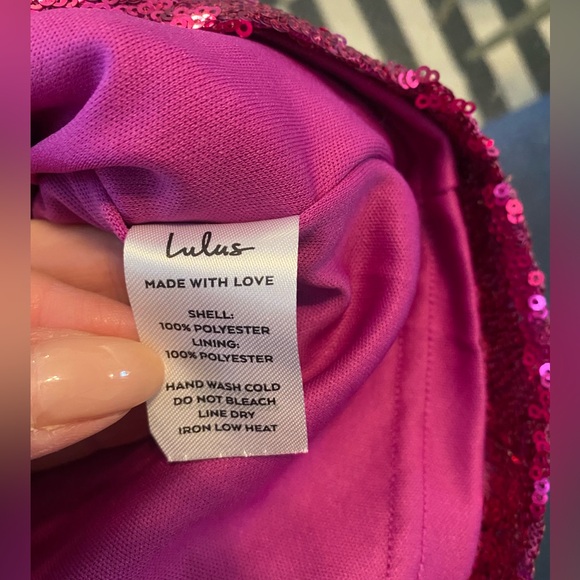 Lulus
MADE WITH LOVE
SHELL:
100% POLYESTER
LINING:
100% POLYESTER
HAND WASH COLD
DO NOT BLEACH
LINE DRY
IRON LOW HEAT